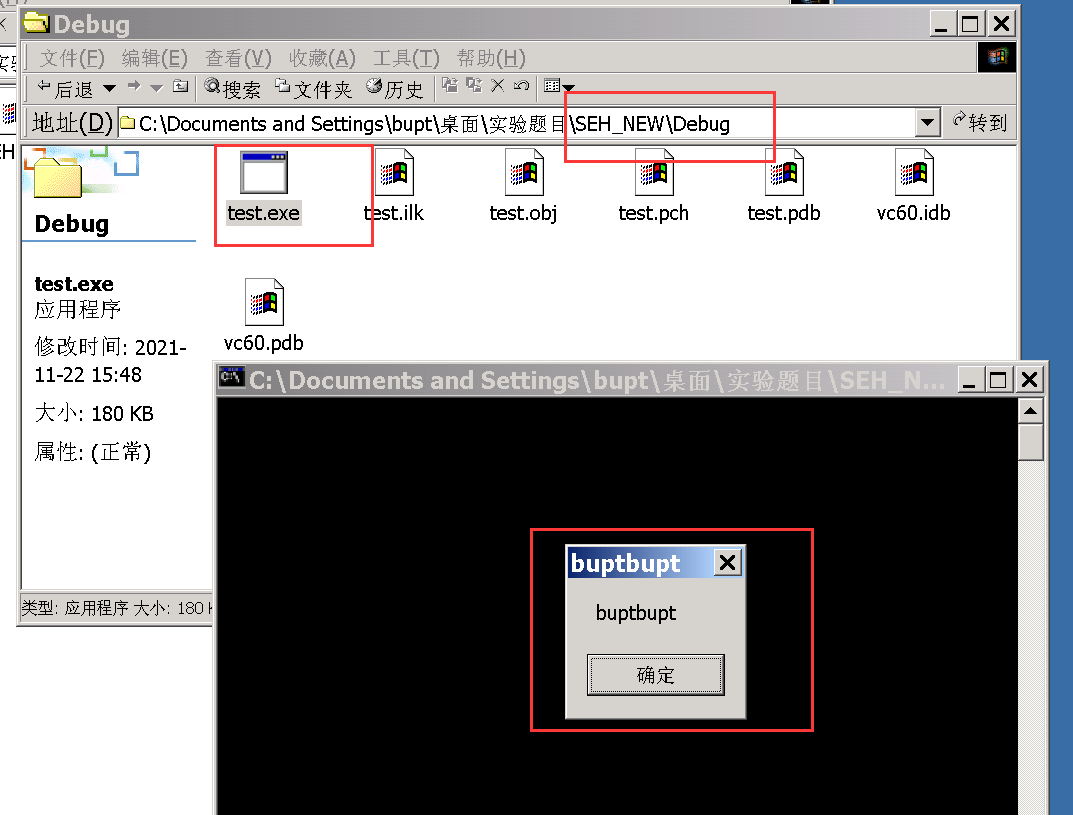 Debug
文件(F) 编辑(E) 查看(V) 收藏(A) 工具(T) 帮助(H)
后退 搜索 文件夹 历史
地址(D) C:\Documents and Settings\bupt\桌面\实验题目\SEH_NEW\Debug 转到
test.exe test.ilk test.obj test.pch test.pdb vc60.idb
Debug
test.exe
应用程序
修改时间: 2021-
11-22 15:48
大小: 180 KB
属性: (正常)
vc60.pdb
类型: 应用程序 大小: 180 K
C:\Documents and Settings\bupt\桌面\实验题目\SEH_N...
buptbupt
buptbupt
确定